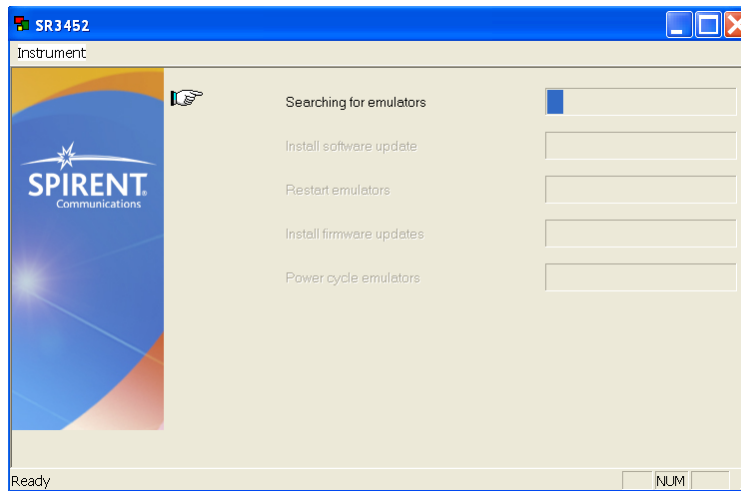 SR3452
Instrument
Searching for emulators
Install software update
SPIRENT.
Communications
Restart emulators
Install firmware updates
Power cycle emulators
Ready
NUM